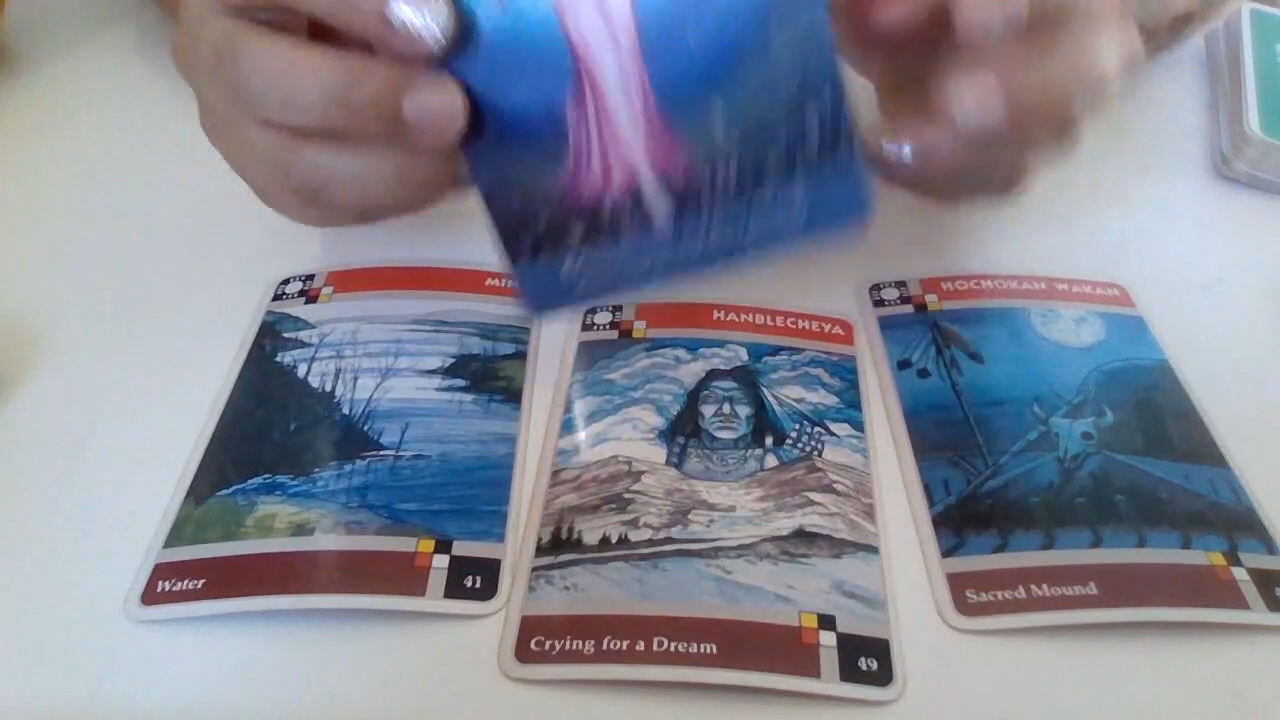 Water
41
HANBLECHEYA
Crying for a Dream
49
HOCHOKAN WAKAN
Sacred Mound